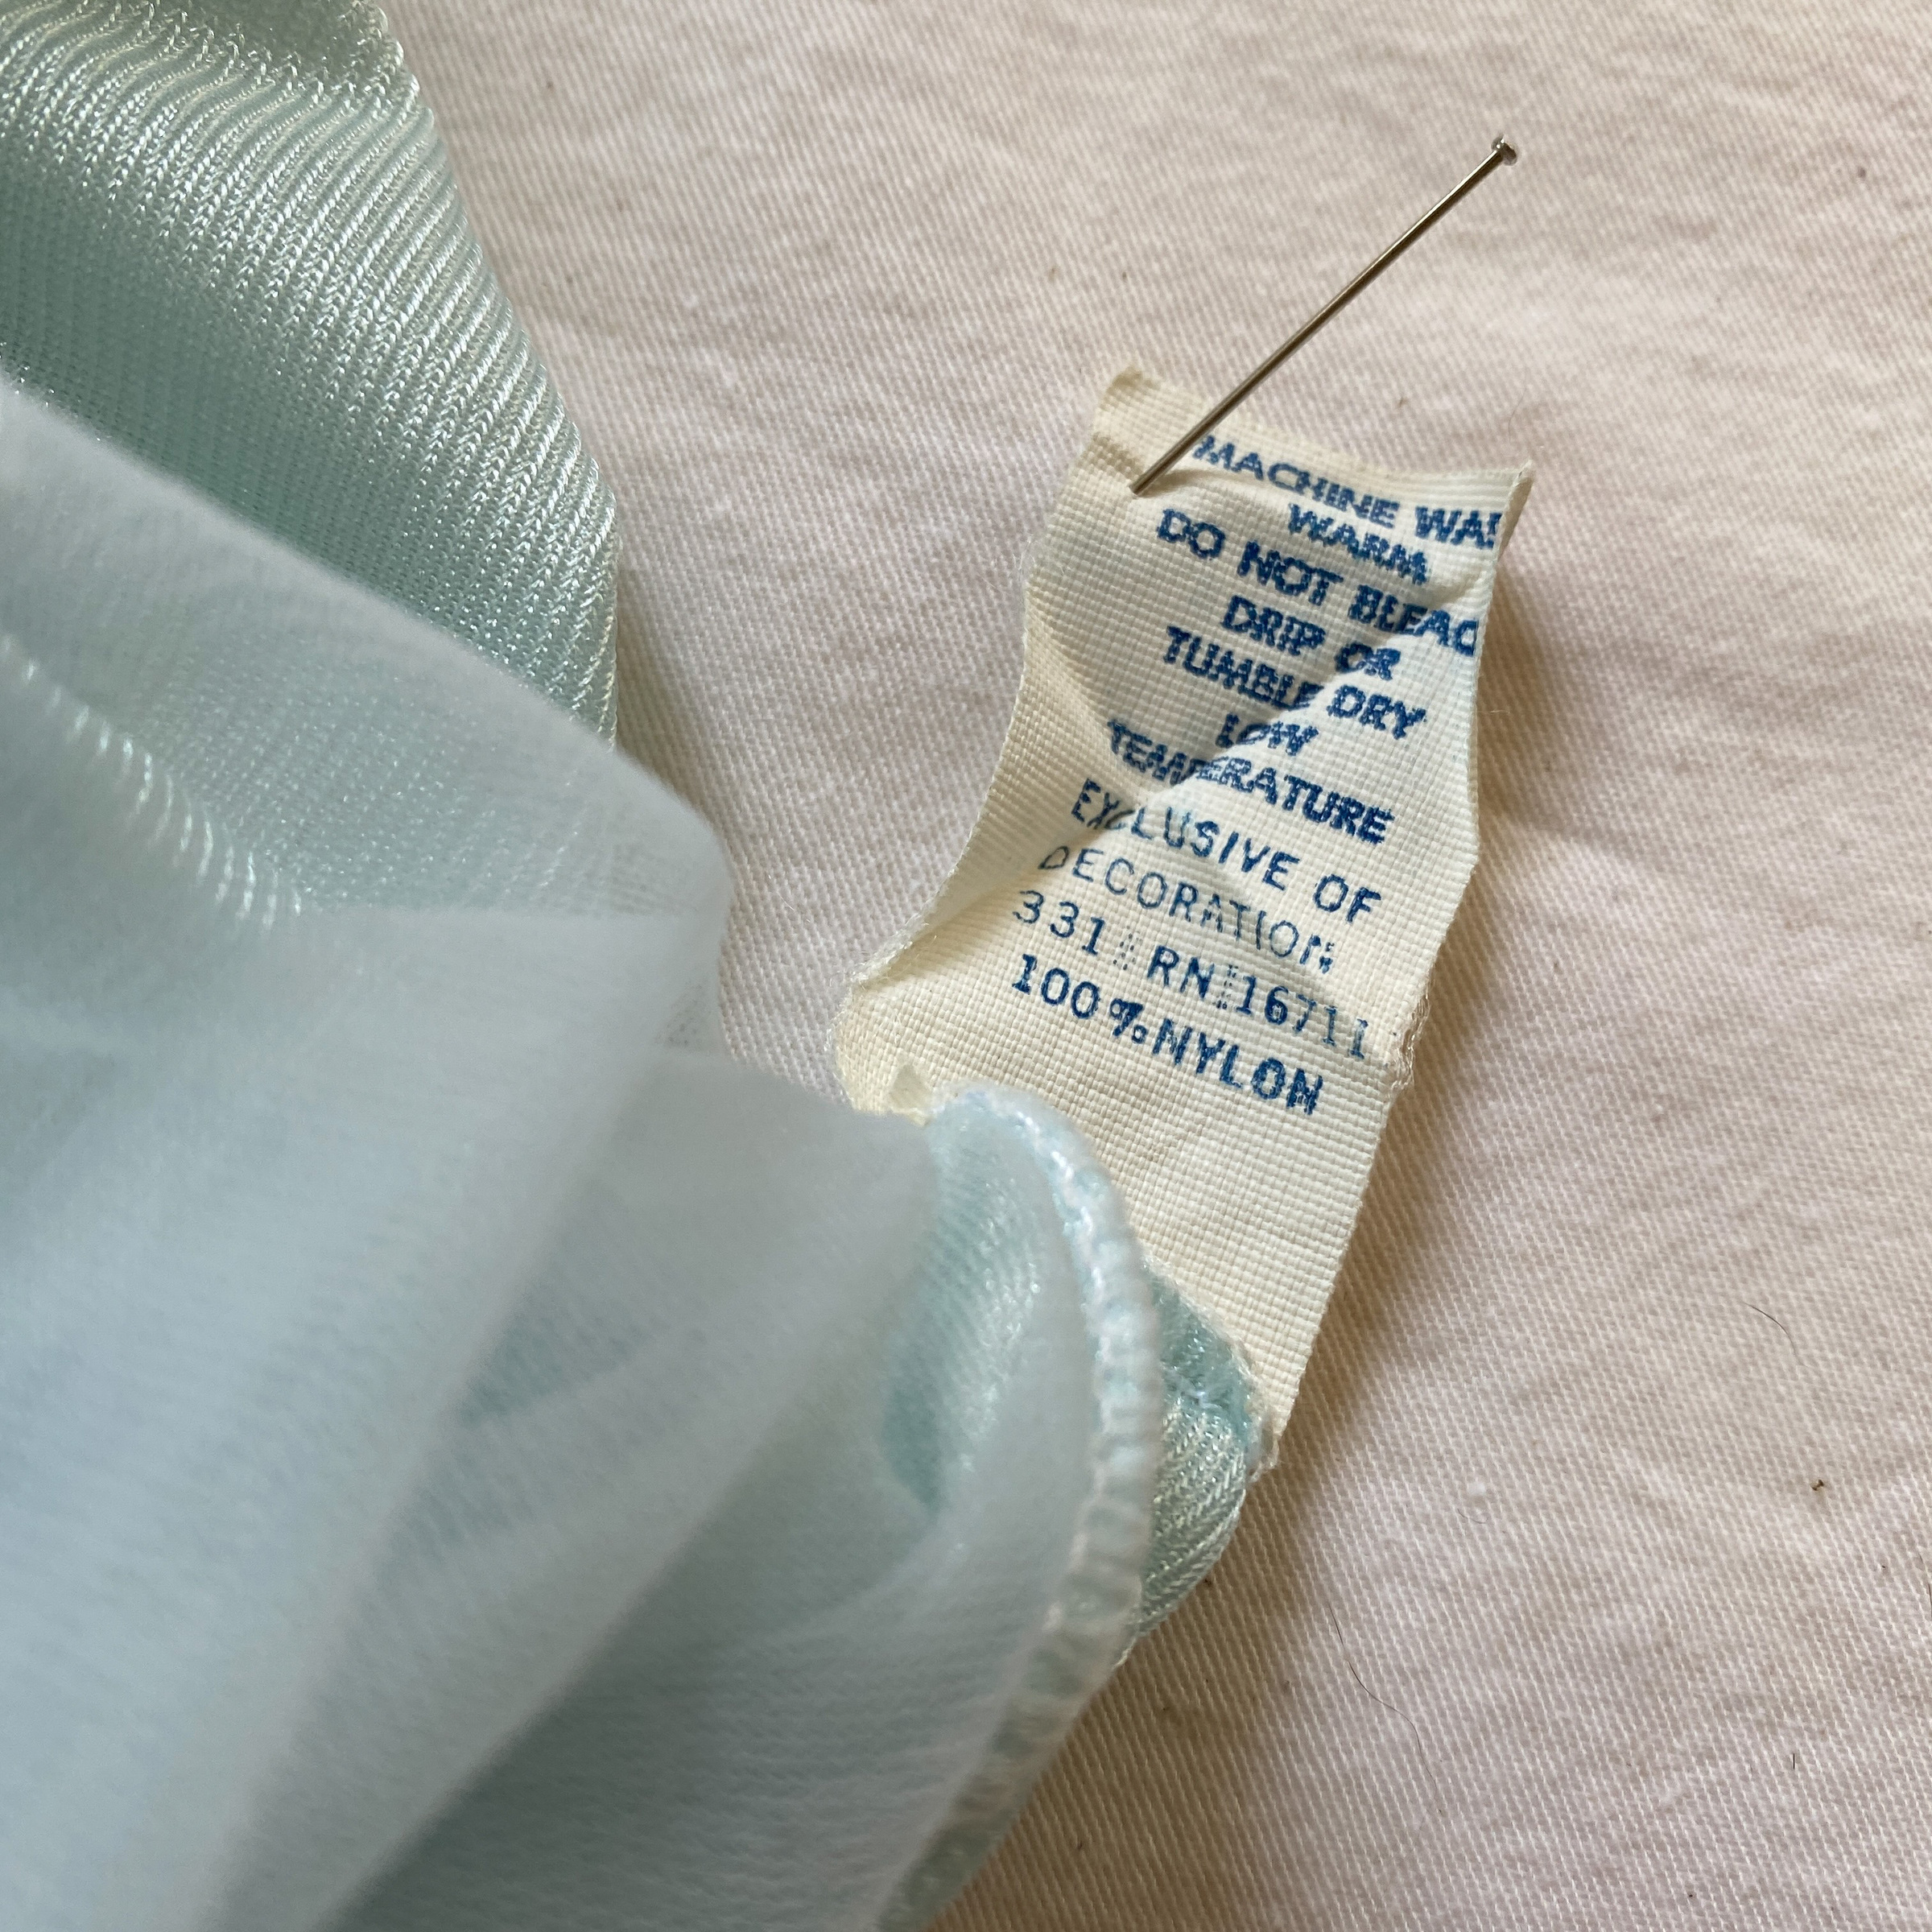 MACHINE WAS
WARM
DO NOT BLEAC
DRIP OR
TUMBLE DRY
LOW
TEMPERATURE
EXCLUSIVE OF
DECORATION
331 RN 16711
100%NYLON